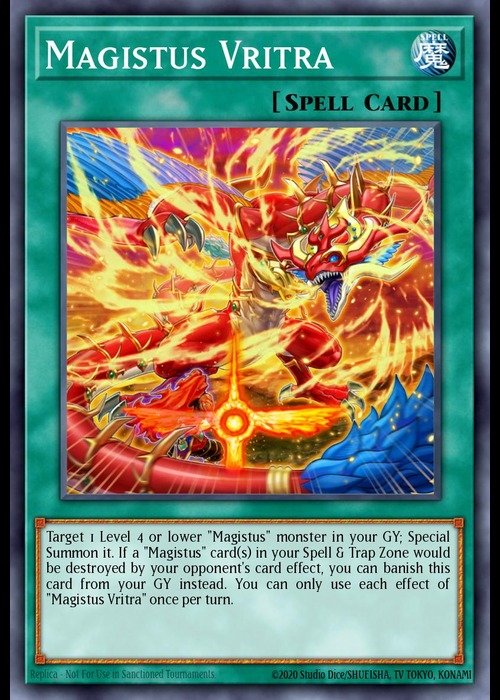 Magistus Vritra
SPELL
魔
[Spell Card]
Target 1 Level 4 or lower "Magistus" monster in your GY; Special
Summon it. If a "Magistus" card(s) in your Spell & Trap Zone would
be destroyed by your opponent's card effect, you can banish this
card from your GY instead. You can only use each effect of
"Magistus Vritra" once per turn.
Replica - Not For Use in Sanctioned Tournaments
©2020 Studio Dice/SHUEISHA, TV TOKYO, KONAMI